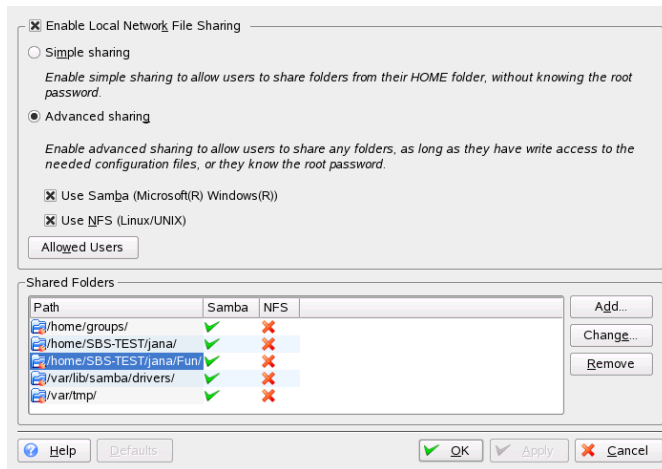 Enable Local Network File Sharing
Simple sharing
Enable simple sharing to allow users to share folders from their HOME folder, without knowing the root
password.
Advanced sharing
Enable advanced sharing to allow users to share any folders, as long as they have write access to the
needed configuration files, or they know the root password.
Use Samba (Microsoft(R) Windows(R))
Use NFS (Linux/UNIX)
Allowed Users
Shared Folders
Path Samba NFS
/home/groups/
/home/SBS-TEST/jana/
/home/SBS-TEST/jana/Fun/
/var/lib/samba/drivers/
/var/tmp/
Add...
Change...
Remove
Help Defaults OK Apply Cancel